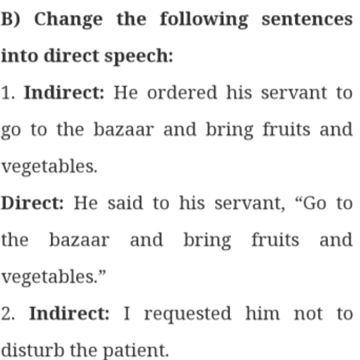 B) Change the following sentences
into direct speech:
1. Indirect: He ordered his servant to
go to the bazaar and bring fruits and
vegetables.
Direct: He said to his servant, “Go to
the bazaar and bring fruits and
vegetables.”
2. Indirect: I requested him not to
disturb the patient.